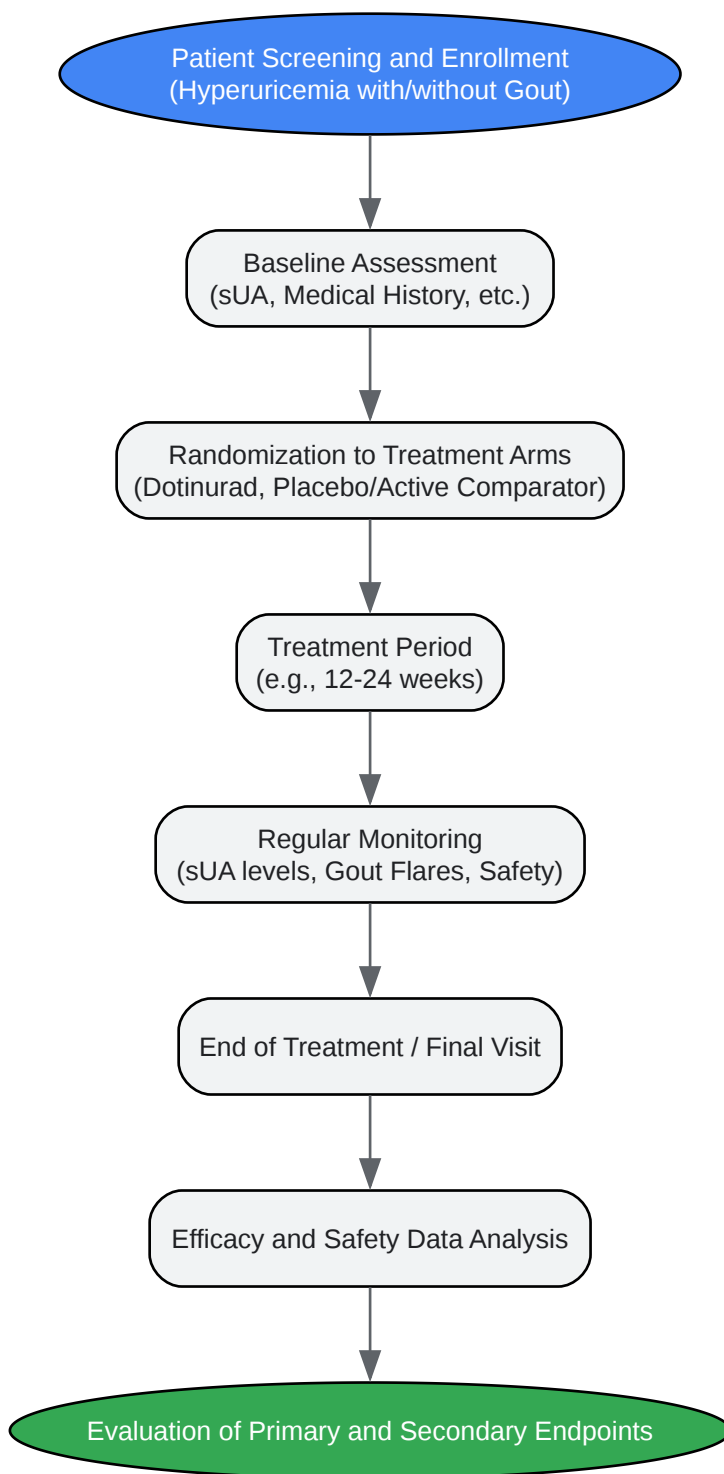 Patient Screening and Enrollment
(Hyperuricemia with/without Gout)
Baseline Assessment
(sUA, Medical History, etc.)
Randomization to Treatment Arms
(Dotinurad, Placebo/Active Comparator)
Treatment Period
(e.g., 12-24 weeks)
Regular Monitoring
(sUA levels, Gout Flares, Safety)
End of Treatment / Final Visit
Efficacy and Safety Data Analysis
Evaluation of Primary and Secondary Endpoints